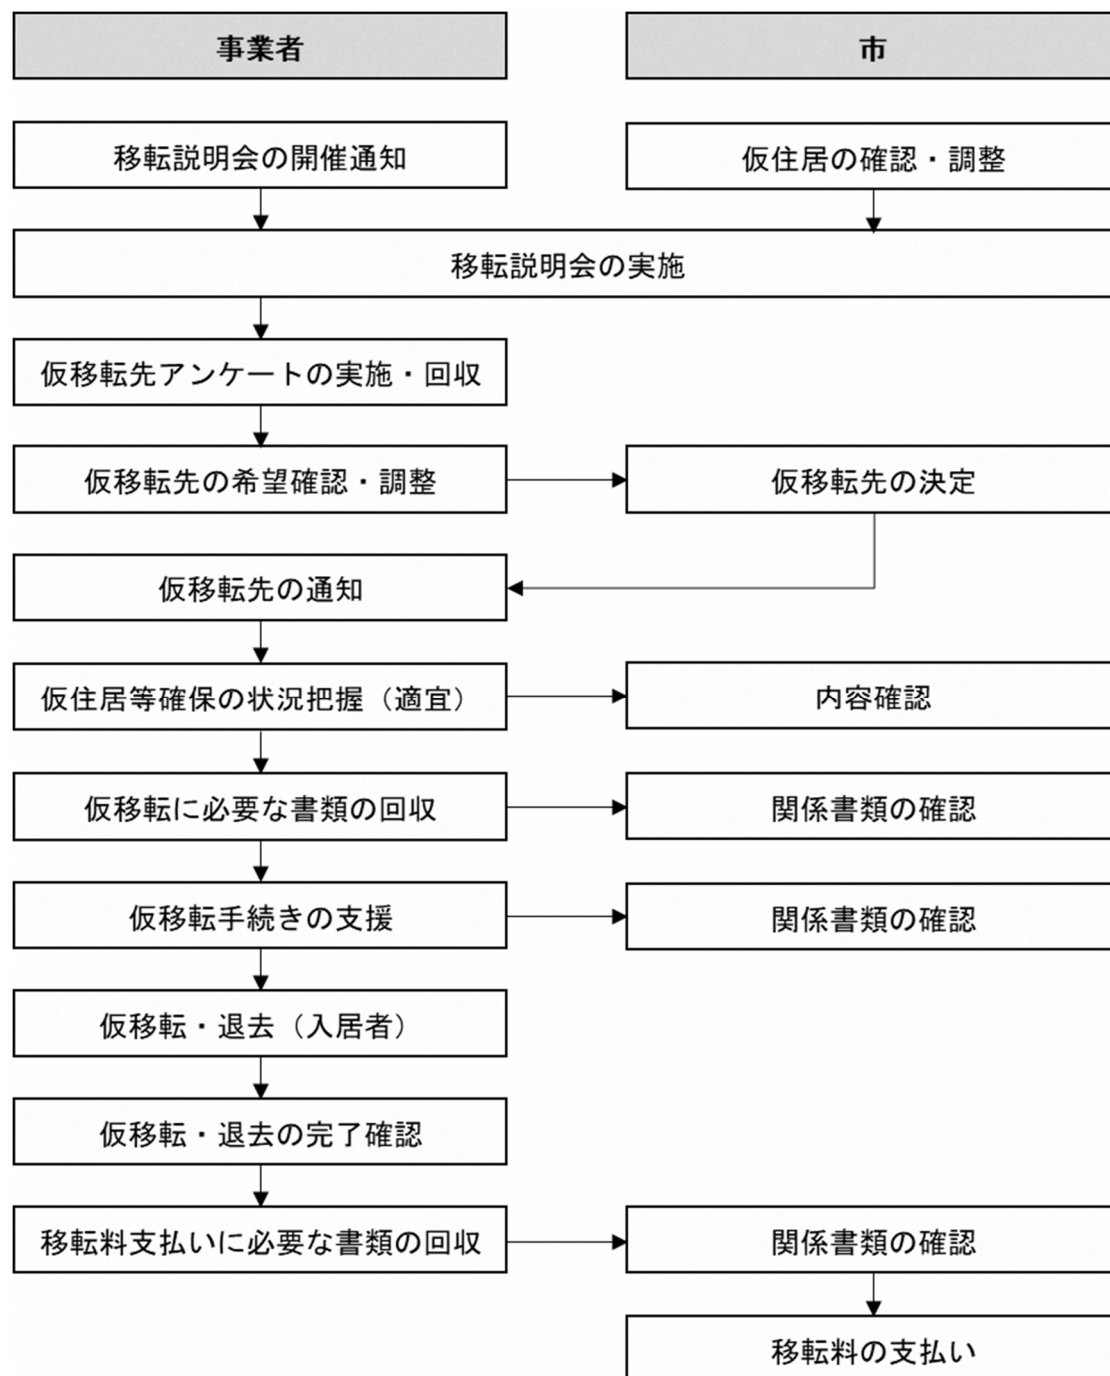 事業者
市
移転説明会の開催通知
仮住居の確認・調整
移転説明会の実施
仮移転先アンケートの実施・回収
仮移転先の希望確認・調整
仮移転先の決定
仮移転先の通知
仮住居等確保の状況把握（適宜）
内容確認
仮移転に必要な書類の回収
関係書類の確認
仮移転手続きの支援
関係書類の確認
仮移転・退去（入居者）
仮移転・退去の完了確認
移転料支払いに必要な書類の回収
関係書類の確認
移転料の支払い